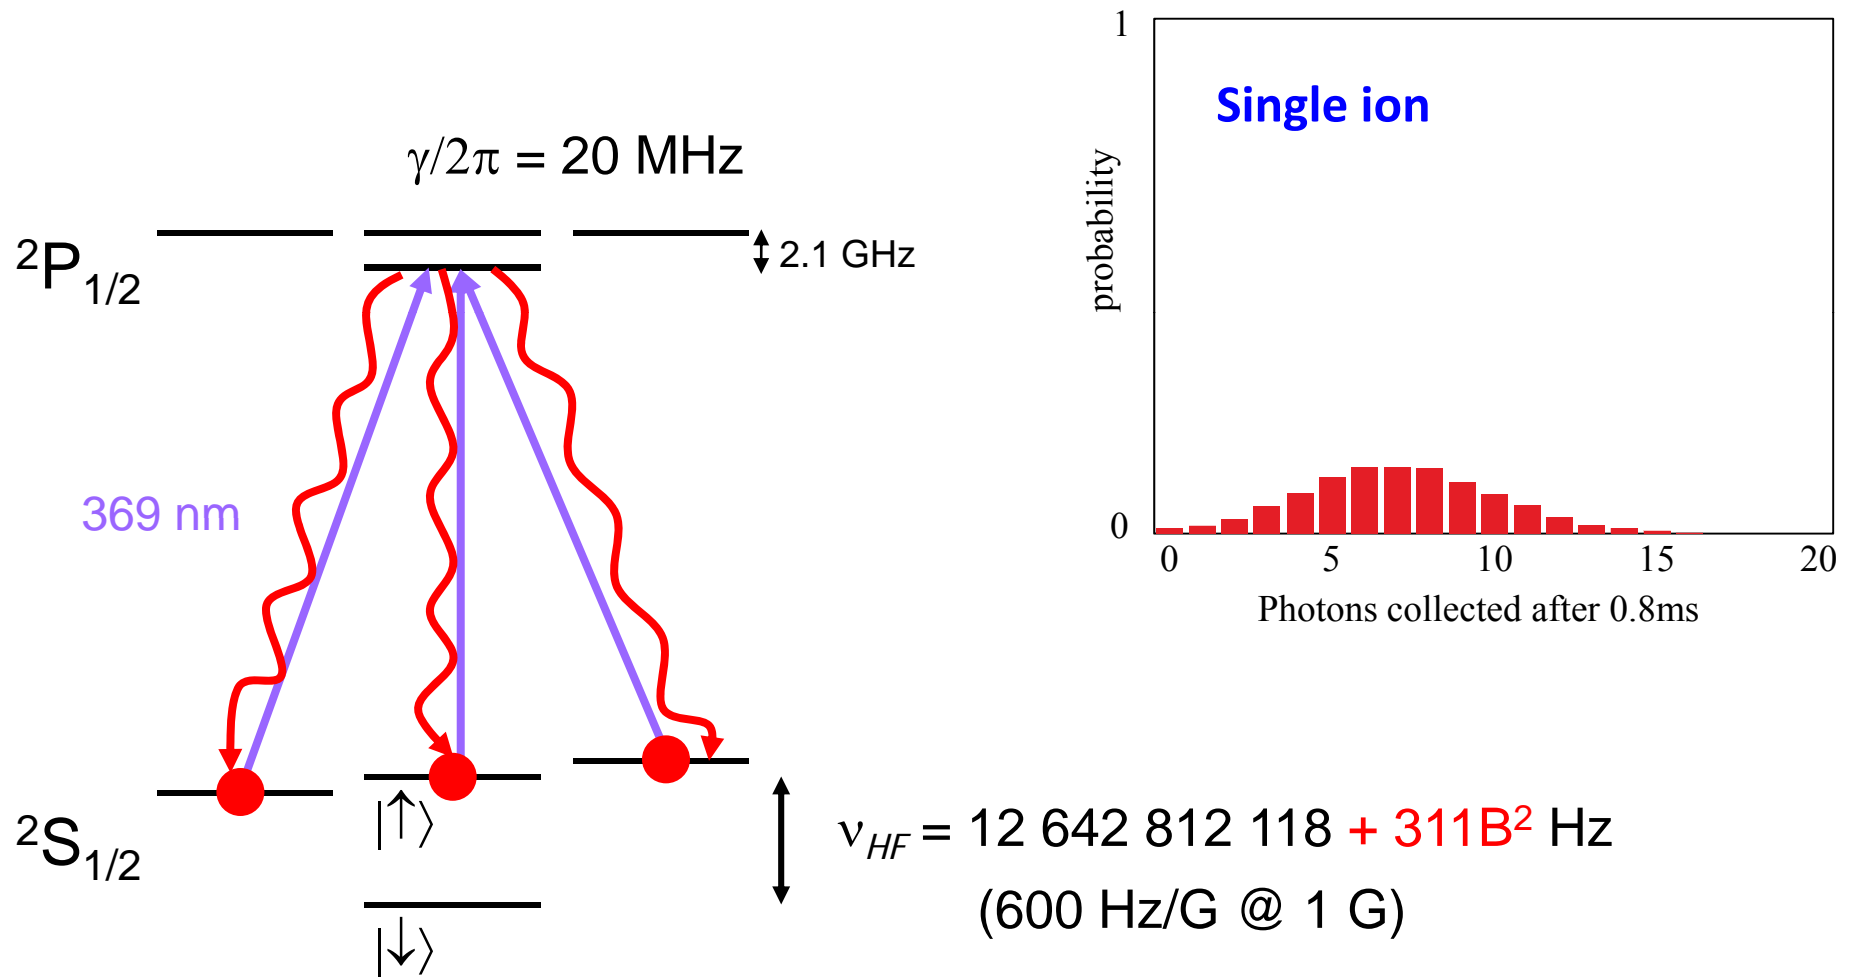 γ/2π = 20 MHz
²P₁/₂
2.1 GHz
369 nm
²S₁/₂
|↑⟩
|↓⟩
ν_HF = 12 642 812 118 + 311B² Hz
(600 Hz/G @ 1 G)
Single ion
probability
1
0
0 5 10 15 20
Photons collected after 0.8ms